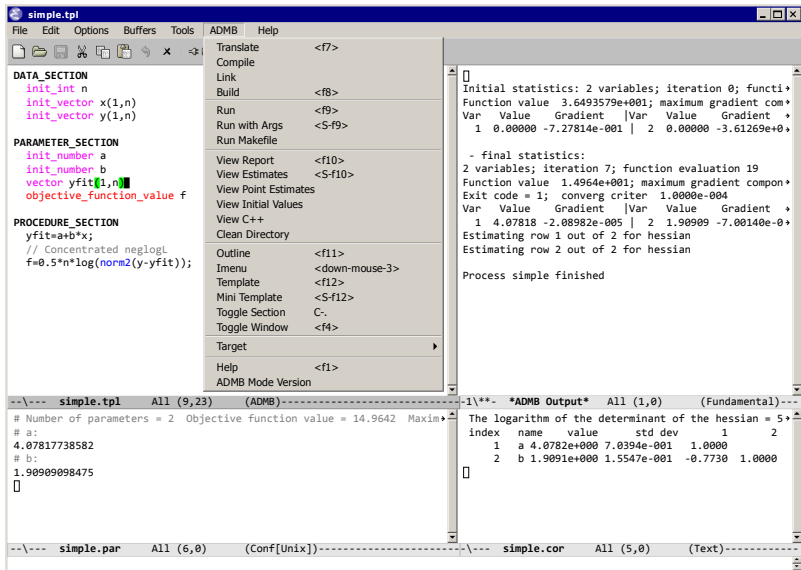 simple.tpl
File Edit Options Buffers Tools ADMB Help
DATA_SECTION
init_int n
init_vector x(1,n)
init_vector y(1,n)
PARAMETER_SECTION
init_number a
init_number b
vector yfit(1,n)
objective_function_value f
PROCEDURE_SECTION
yfit=a+b*x;
// Concentrated neglogL
f=0.5*n*log(norm2(y-yfit));
Translate <f7>
Compile
Link
Build <f8>
Run <f9>
Run with Args <S-f9>
Run Makefile
View Report <f10>
View Estimates <S-f10>
View Point Estimates
View Initial Values
View C++
Clean Directory
Outline <f11>
Imenu <down-mouse-3>
Template <f12>
Mini Template <S-f12>
Toggle Section C-.
Toggle Window <f4>
Target
Help <f1>
ADMB Mode Version
Initial statistics: 2 variables; iteration 0; functi
Function value 3.6493579e+001; maximum gradient com
Var Value Gradient |Var Value Gradient
1 0.00000 -7.27814e-001 | 2 0.00000 -3.61269e+0
- final statistics:
2 variables; iteration 7; function evaluation 19
Function value 1.4964e+001; maximum gradient compon
Exit code = 1; converg criter 1.0000e-004
Var Value Gradient |Var Value Gradient
1 4.07818 -2.08982e-005 | 2 1.90909 -7.00140e-0
Estimating row 1 out of 2 for hessian
Estimating row 2 out of 2 for hessian
Process simple finished
--\--- simple.tpl All (9,23) (ADMB)------------------------
-1\**- *ADMB Output* All (1,0) (Fundamental)---
# Number of parameters = 2 Objective function value = 14.9642 Maxim
# a:
4.07817738582
# b:
1.90909098475
The logarithm of the determinant of the hessian = 5
index name value std dev 1 2
1 a 4.0782e+000 7.0394e-001 1.0000
2 b 1.9091e+000 1.5547e-001 -0.7730 1.0000
--\--- simple.par All (6,0) (Conf[Unix])-------------------
-\--- simple.cor All (5,0) (Text)-----------